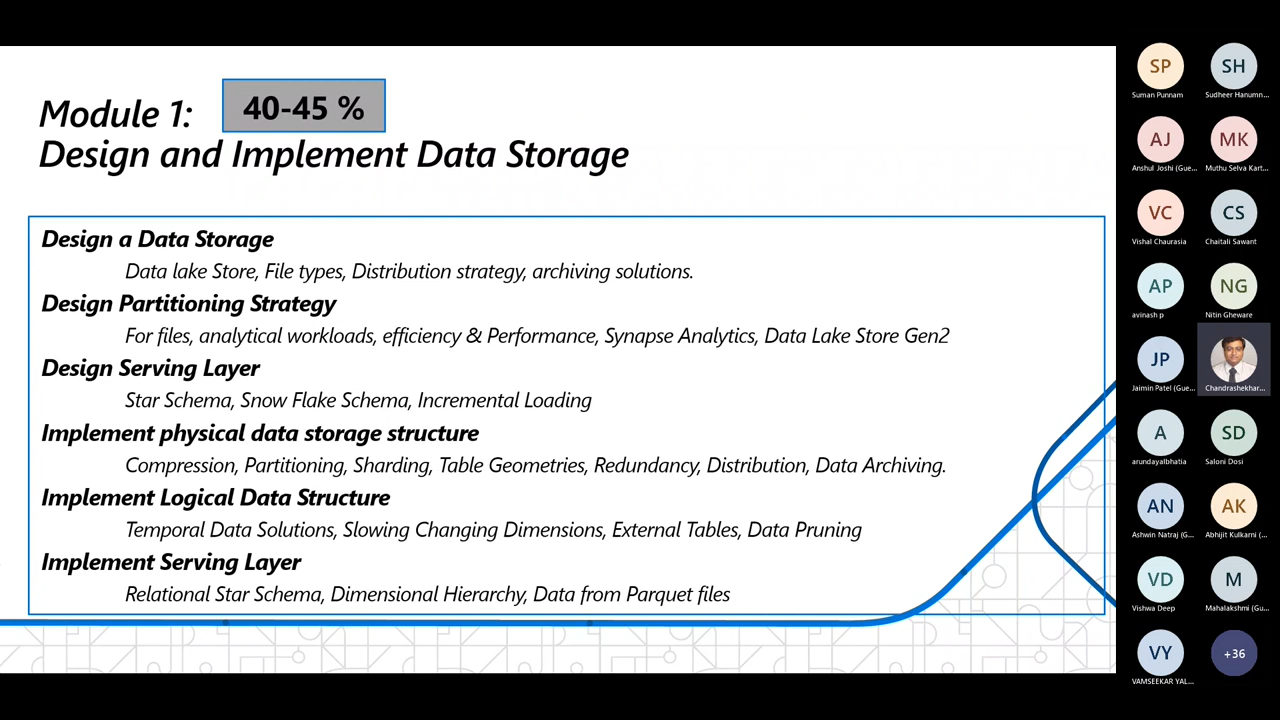 Module 1:
40-45 %
Design and Implement Data Storage
Design a Data Storage
Data lake Store, File types, Distribution strategy, archiving solutions.
Design Partitioning Strategy
For files, analytical workloads, efficiency & Performance, Synapse Analytics, Data Lake Store Gen2
Design Serving Layer
Star Schema, Snow Flake Schema, Incremental Loading
Implement physical data storage structure
Compression, Partitioning, Sharding, Table Geometries, Redundancy, Distribution, Data Archiving.
Implement Logical Data Structure
Temporal Data Solutions, Slowing Changing Dimensions, External Tables, Data Pruning
Implement Serving Layer
Relational Star Schema, Dimensional Hierarchy, Data from Parquet files
SP
SH
Suman Punnam
Sudheer Hanumn...
AJ
MK
Anshul Joshi (Gue...
Muthu Selva Kart...
VC
CS
Vishal Chaurasia
Chaitali Sawant
AP
NG
avinash p
Nitin Gheware
JP
Jaimin Patel (Gue...
Chandrashekhar...
A
SD
arundayalbhatia
Saloni Dosi
AN
AK
Ashwin Natraj (G...
Abhijit Kulkarni (...
VD
M
Vishwa Deep
Mahalakshmi (Gu...
VY
+36
VAMSEEKAR YAL...